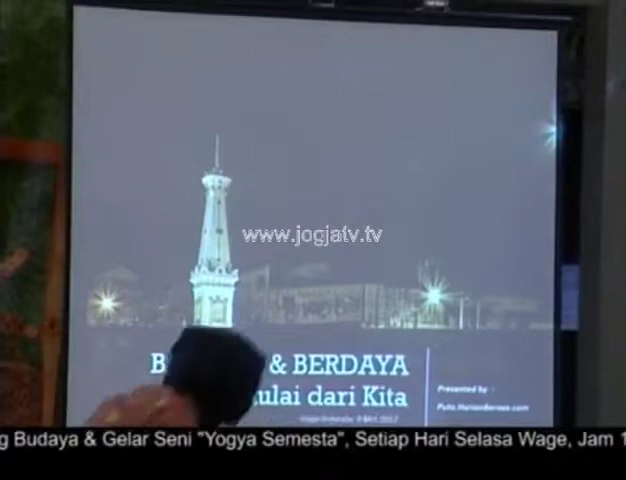 www.jogjatv.tv
& BERDAYA
ulai dari Kita
Presented by :
g Budaya & Gelar Seni "Yogya Semesta", Setiap Hari Selasa Wage, Jam 1